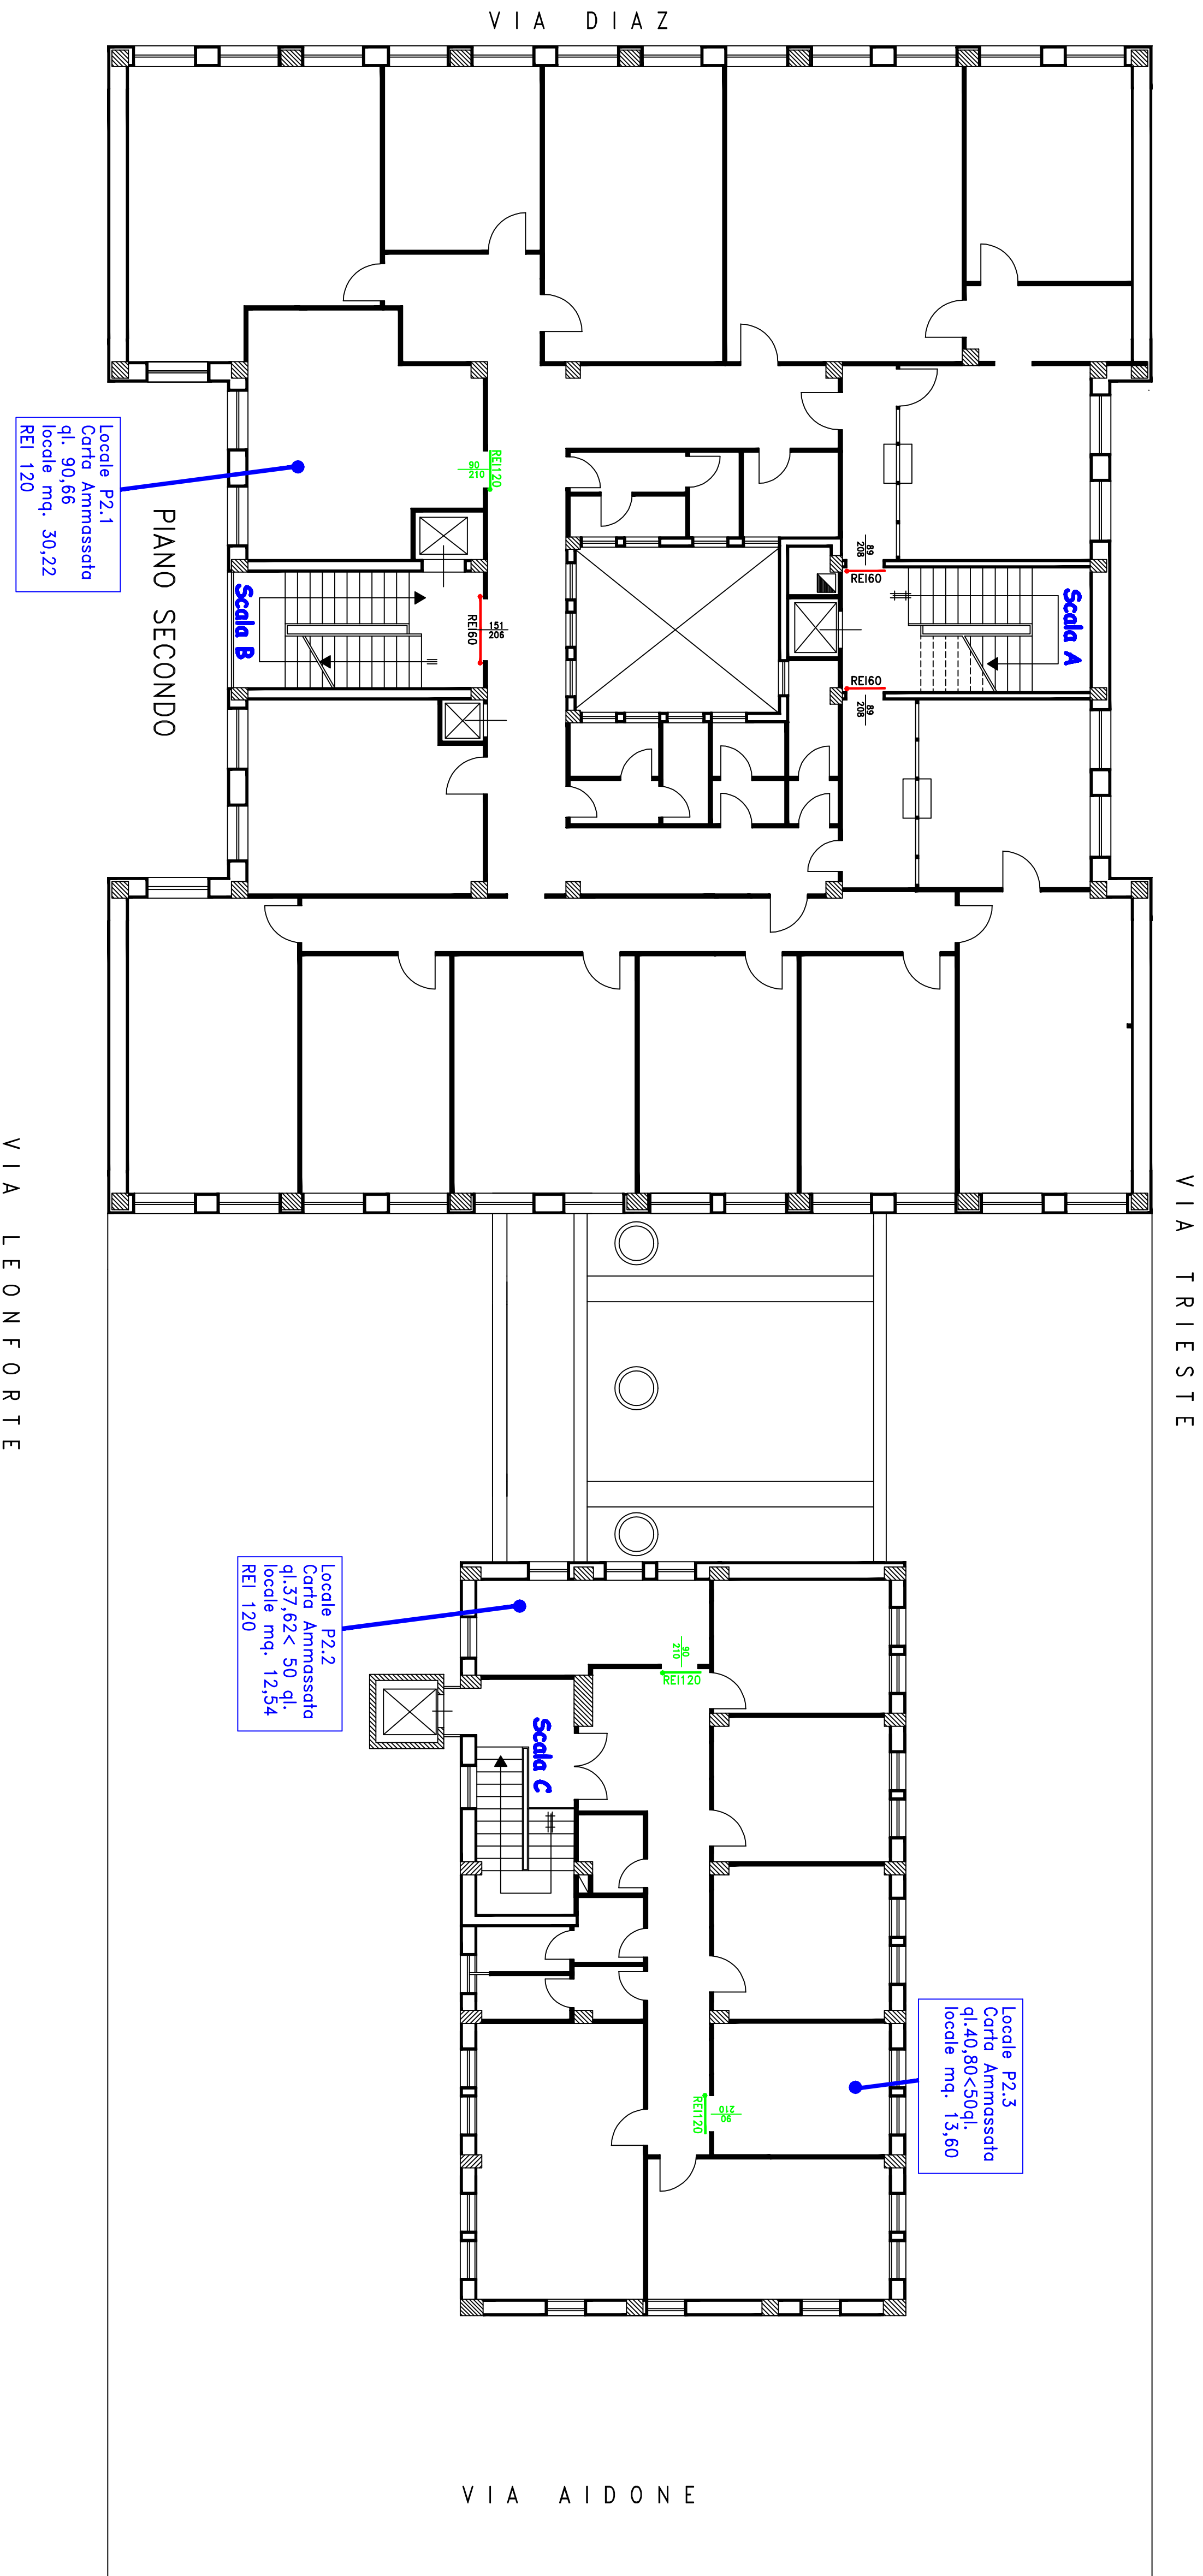 VIA DIAZ
REI120
90
210
Locale P2.1
Carta Ammassata
ql. 90,66
locale mq. 30,22
REI 120
PIANO SECONDO
89
208
REI60
Scala A
Scala B
REI60
151
206
REI60
89
208
VIA LEONFORTE
VIA TRIESTE
Locale P2.2
Carta Ammassata
ql.37,62< 50 ql.
locale mq. 12,54
REI 120
90
210
REI120
Scala C
Locale P2.3
Carta Ammassata
ql.40,80<50ql.
locale mq. 13,60
REI120
90
210
VIA AIDONE